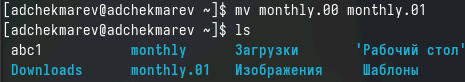 [adchekmarev@adchekmarev ~]$ mv monthly.00 monthly.01
[adchekmarev@adchekmarev ~]$ ls
abc1 monthly Загрузки 'Рабочий стол'
Downloads monthly.01 Изображения Шаблоны